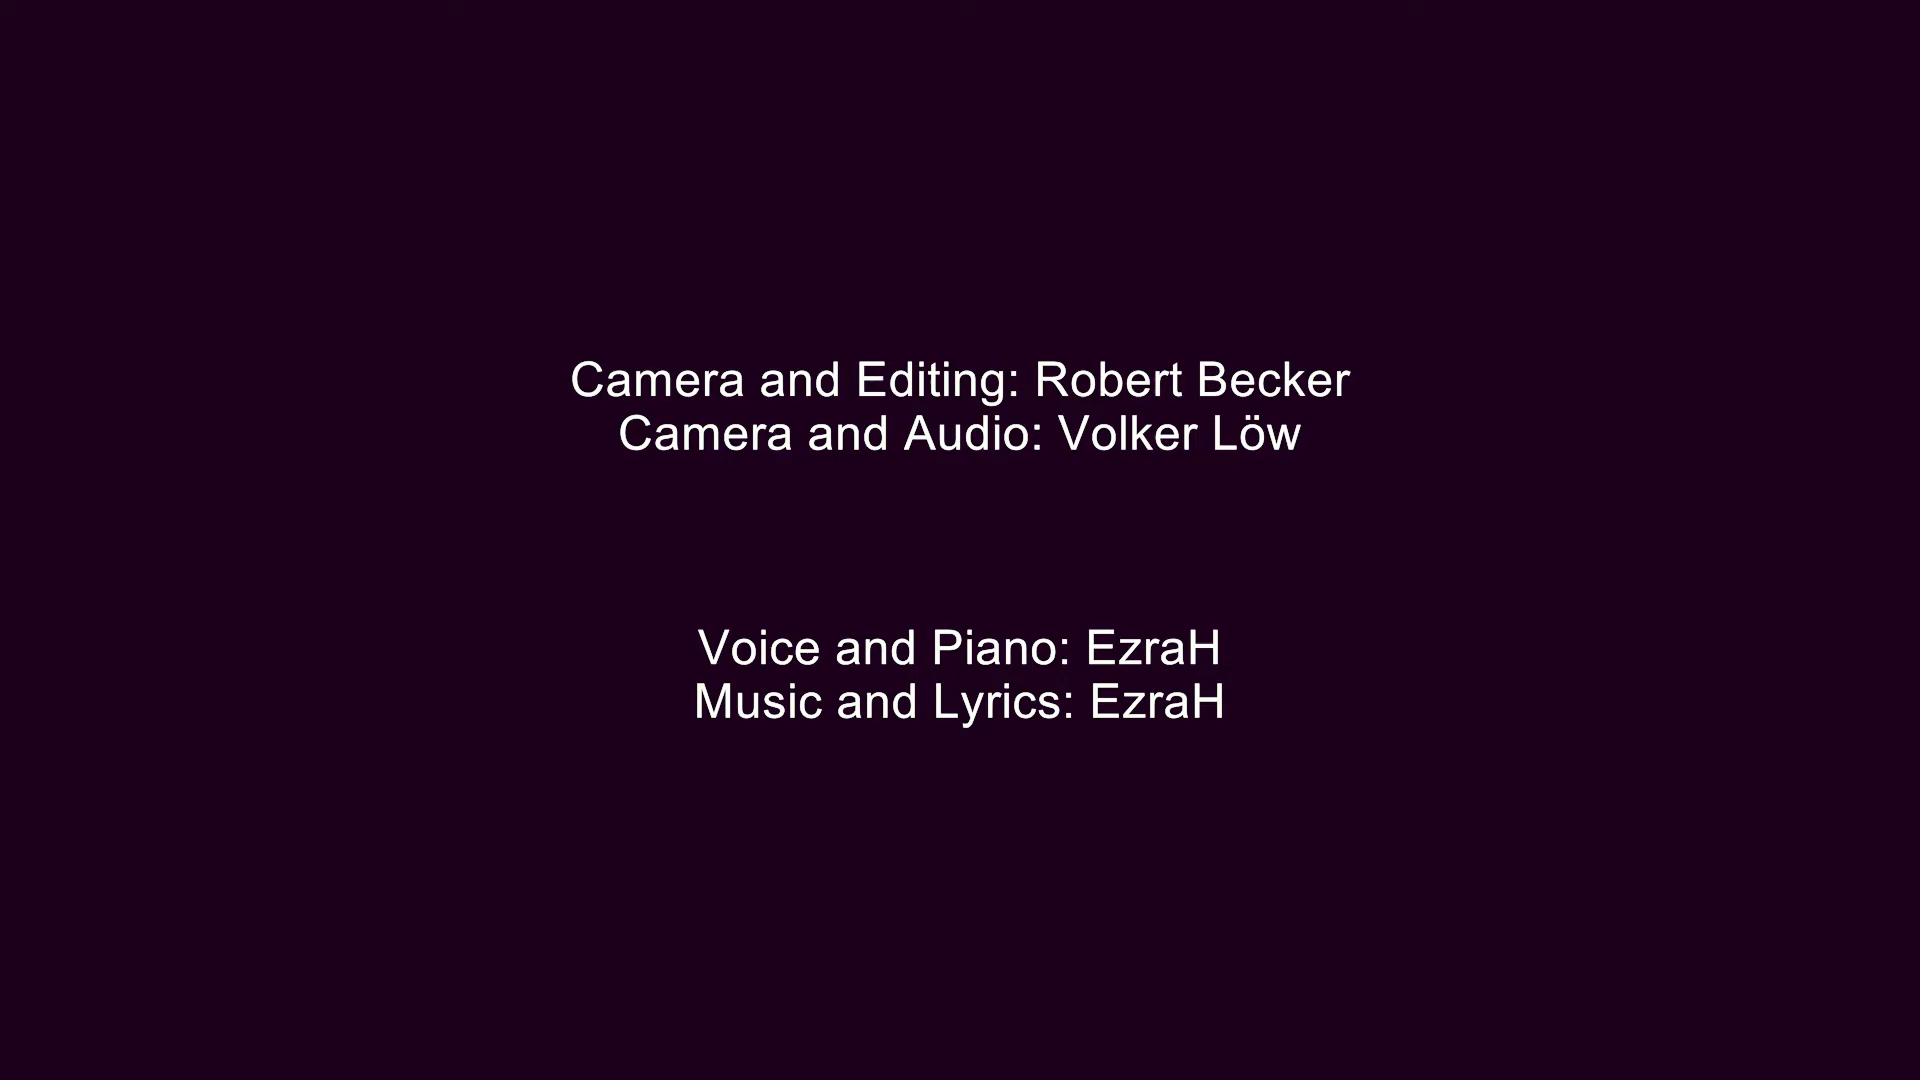 Camera and Editing: Robert Becker
Camera and Audio: Volker Löw
Voice and Piano: EzraH
Music and Lyrics: EzraH